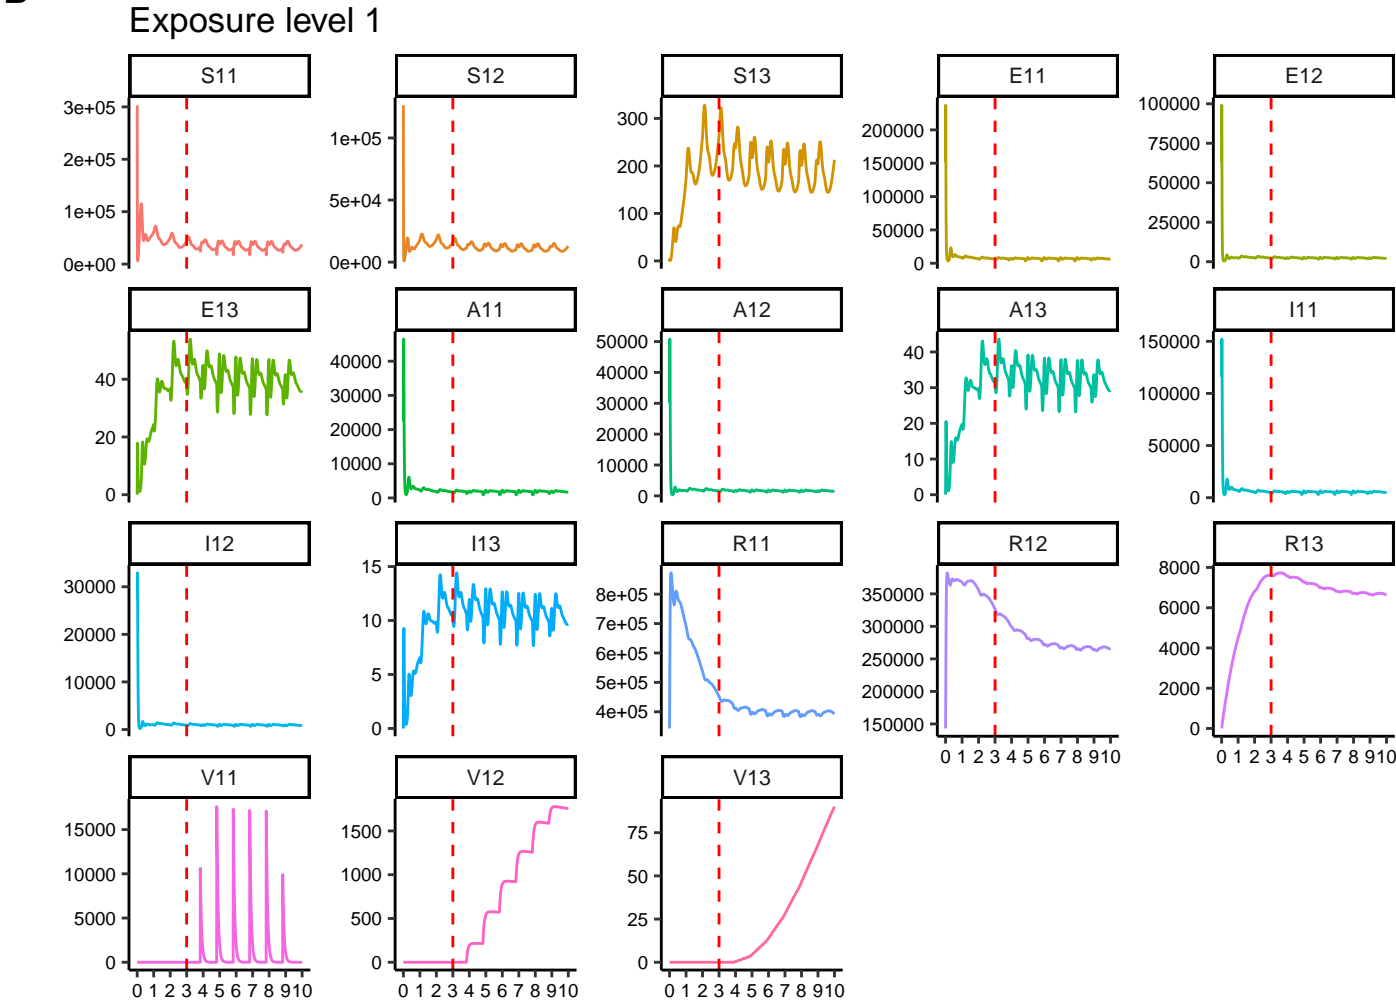 Exposure level 1
S11 S12 S13 E11 E12
3e+05 2e+05 1e+05 0e+00
1e+05 5e+04 0e+00
300 200 100 0
200000 150000 100000 50000 0
100000 75000 50000 25000 0
E13 A11 A12 A13 I11
40 20 0
40000 30000 20000 10000 0
50000 40000 30000 20000 10000 0
40 30 20 10 0
150000 100000 50000 0
I12 I13 R11 R12 R13
30000 20000 10000 0
15 10 5 0
8e+05 7e+05 6e+05 5e+05 4e+05
350000 300000 250000 200000 150000
8000 6000 4000 2000 0
0 1 2 3 4 5 6 7 8 9 10
0 1 2 3 4 5 6 7 8 9 10
V11 V12 V13
15000 10000 5000 0
1500 1000 500 0
75 50 25 0
0 1 2 3 4 5 6 7 8 9 10
0 1 2 3 4 5 6 7 8 9 10
0 1 2 3 4 5 6 7 8 9 10